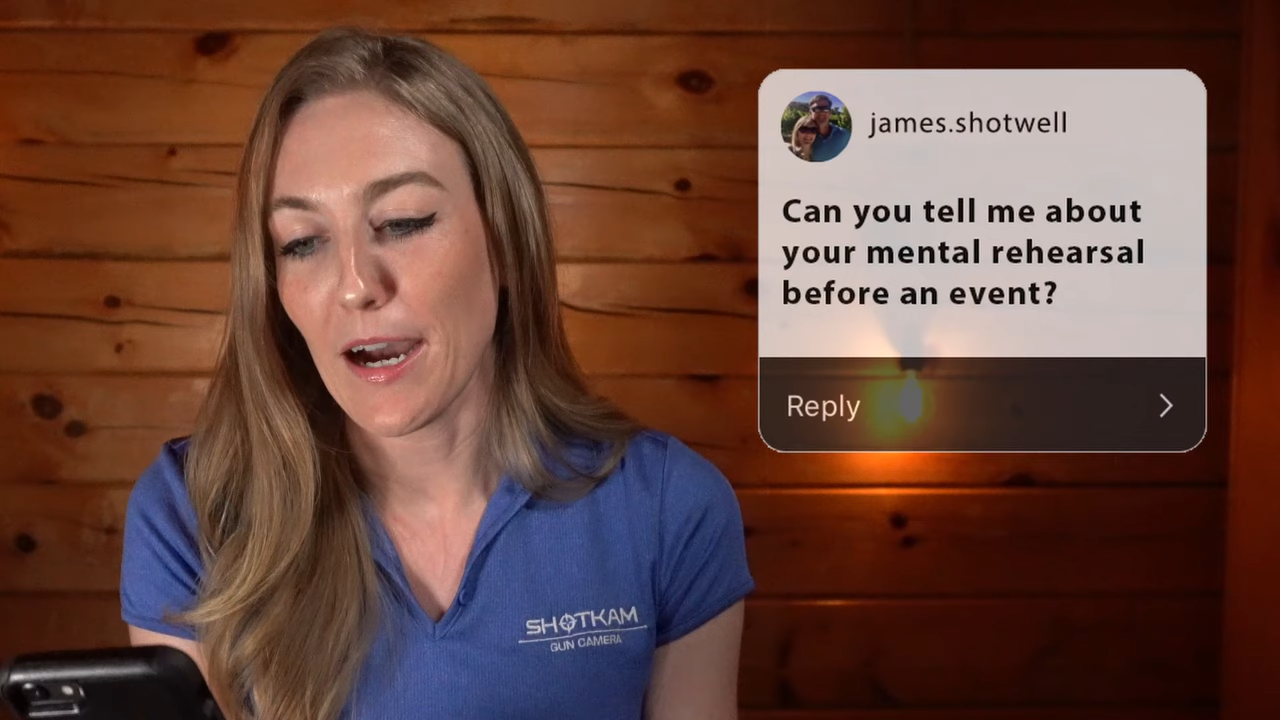 james.shotwell
Can you tell me about
your mental rehearsal
before an event?
Reply
SHOTKAM
GUN CAMERA